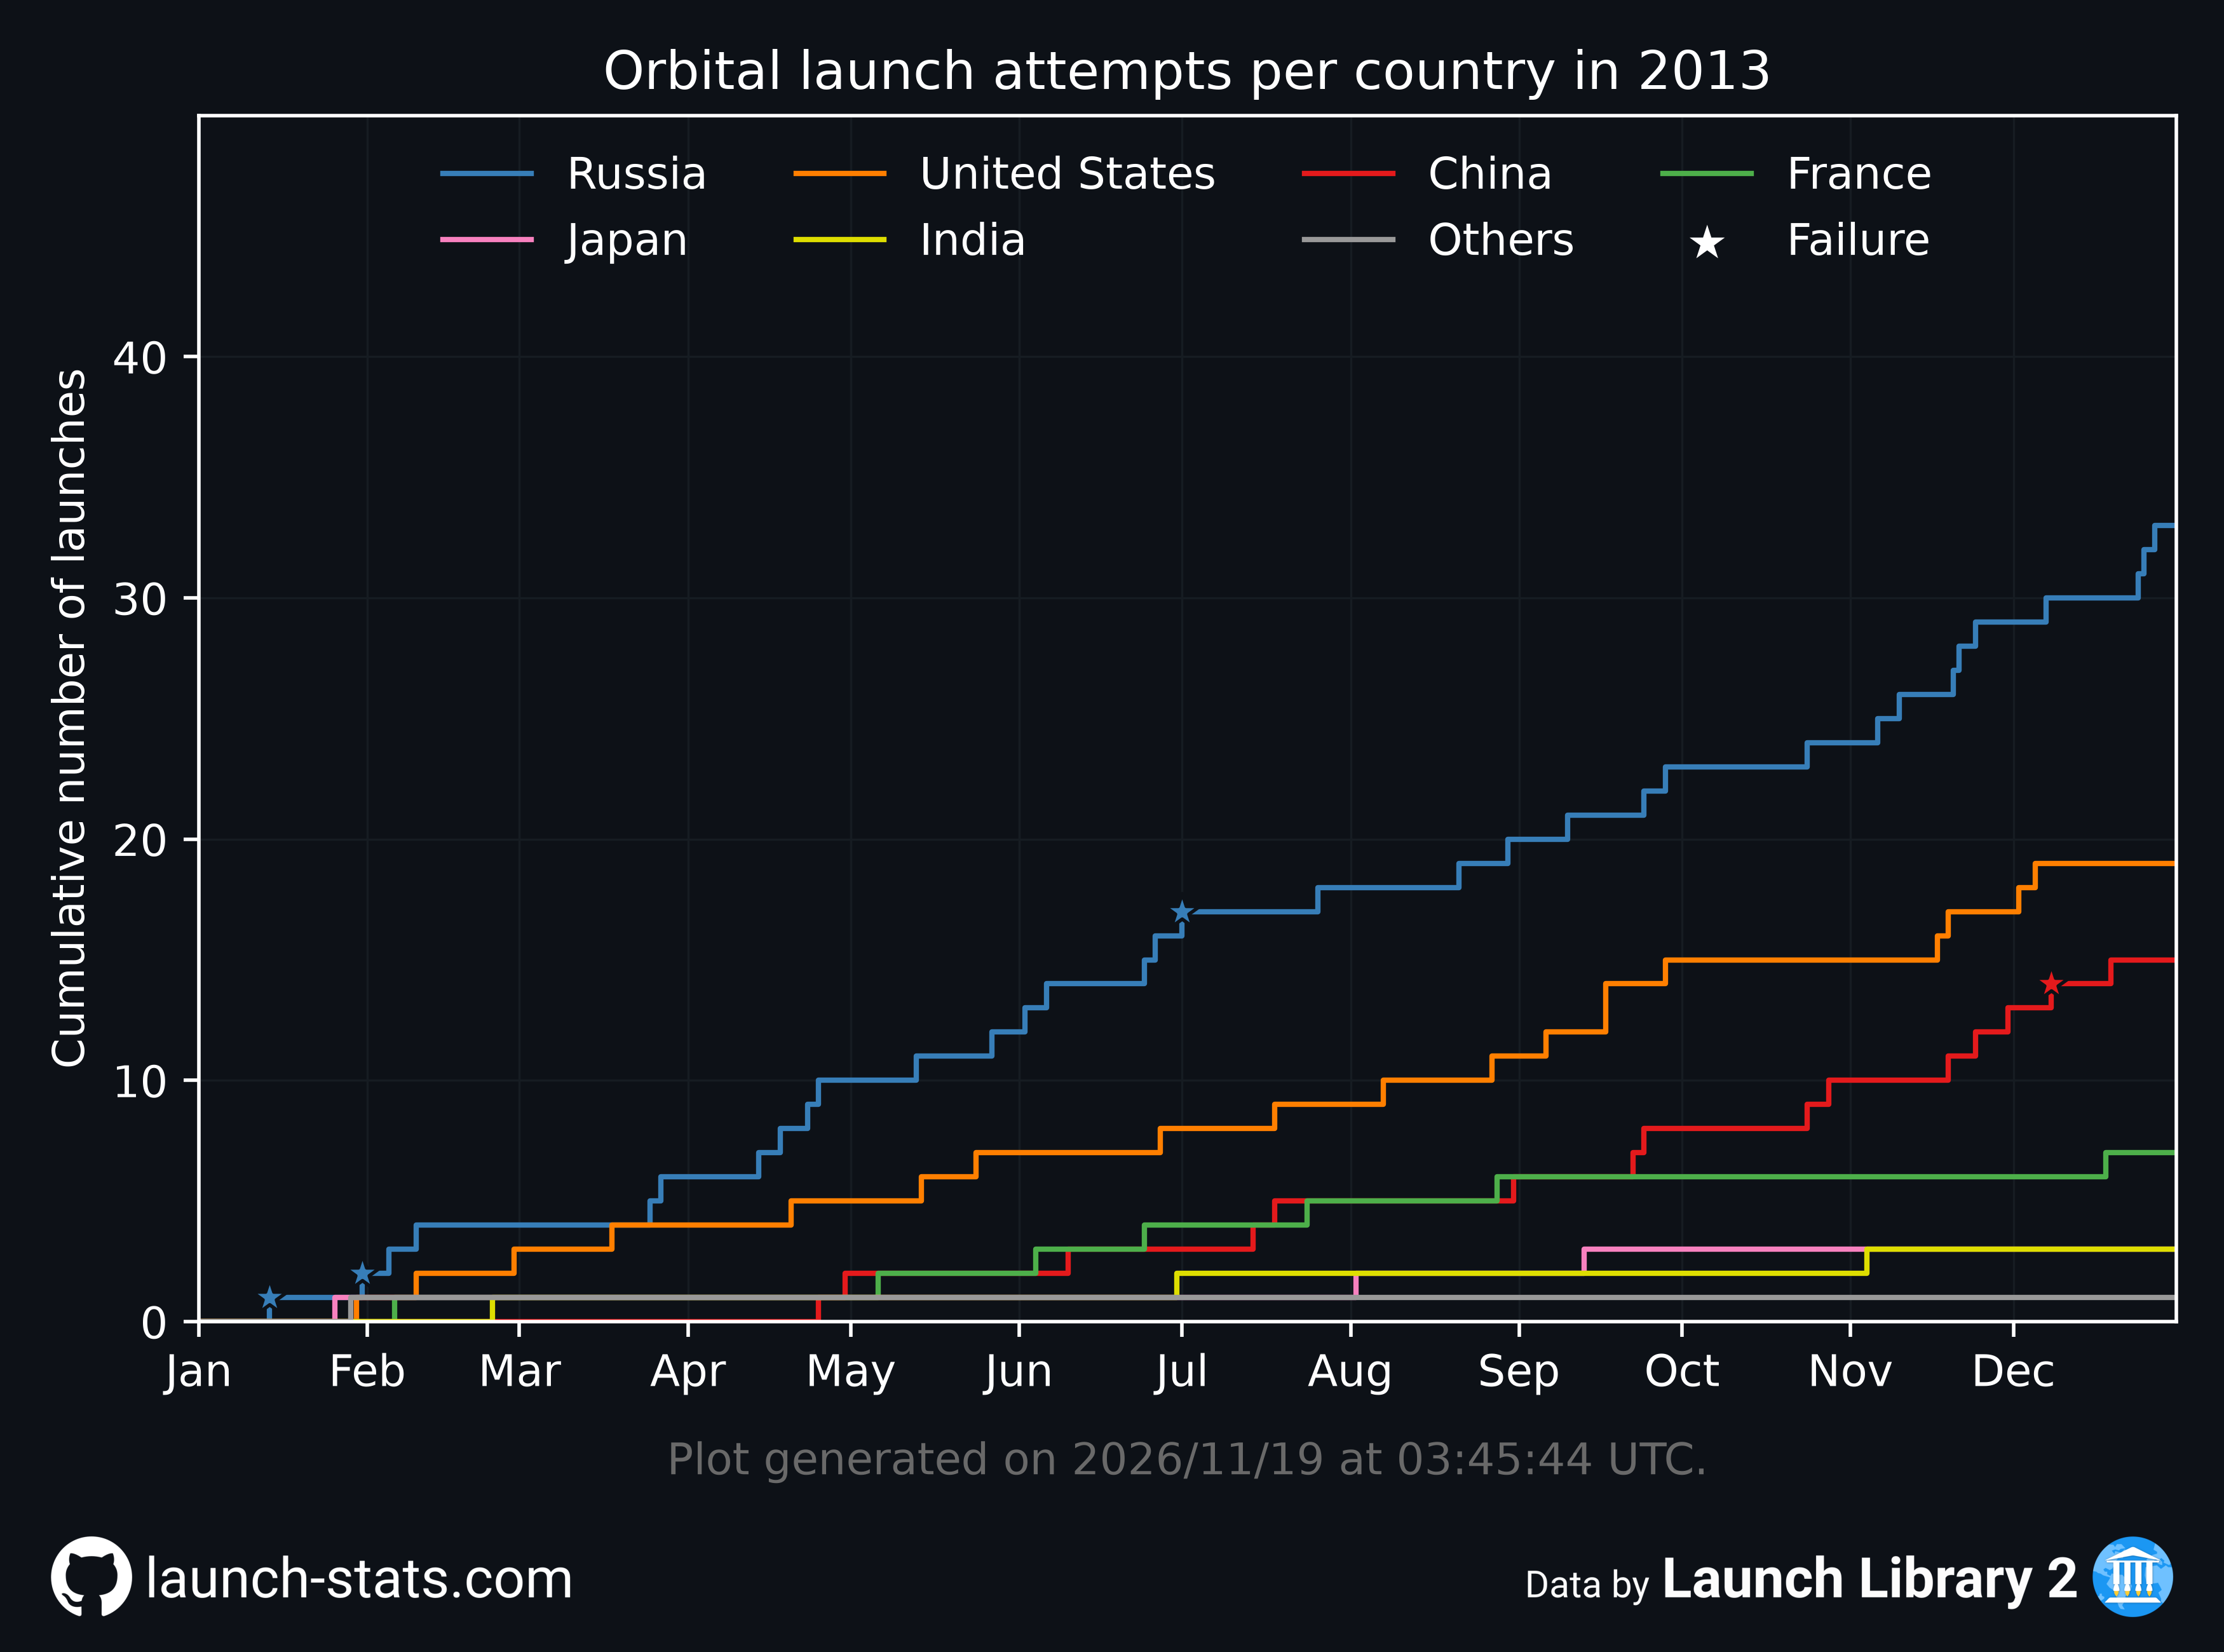 Orbital launch attempts per country in 2013
Russia United States China France
Japan India Others Failure
Cumulative number of launches
40
30
20
10
0
Jan Feb Mar Apr May Jun Jul Aug Sep Oct Nov Dec
Plot generated on 2026/11/19 at 03:45:44 UTC.
launch-stats.com
Data by Launch Library 2